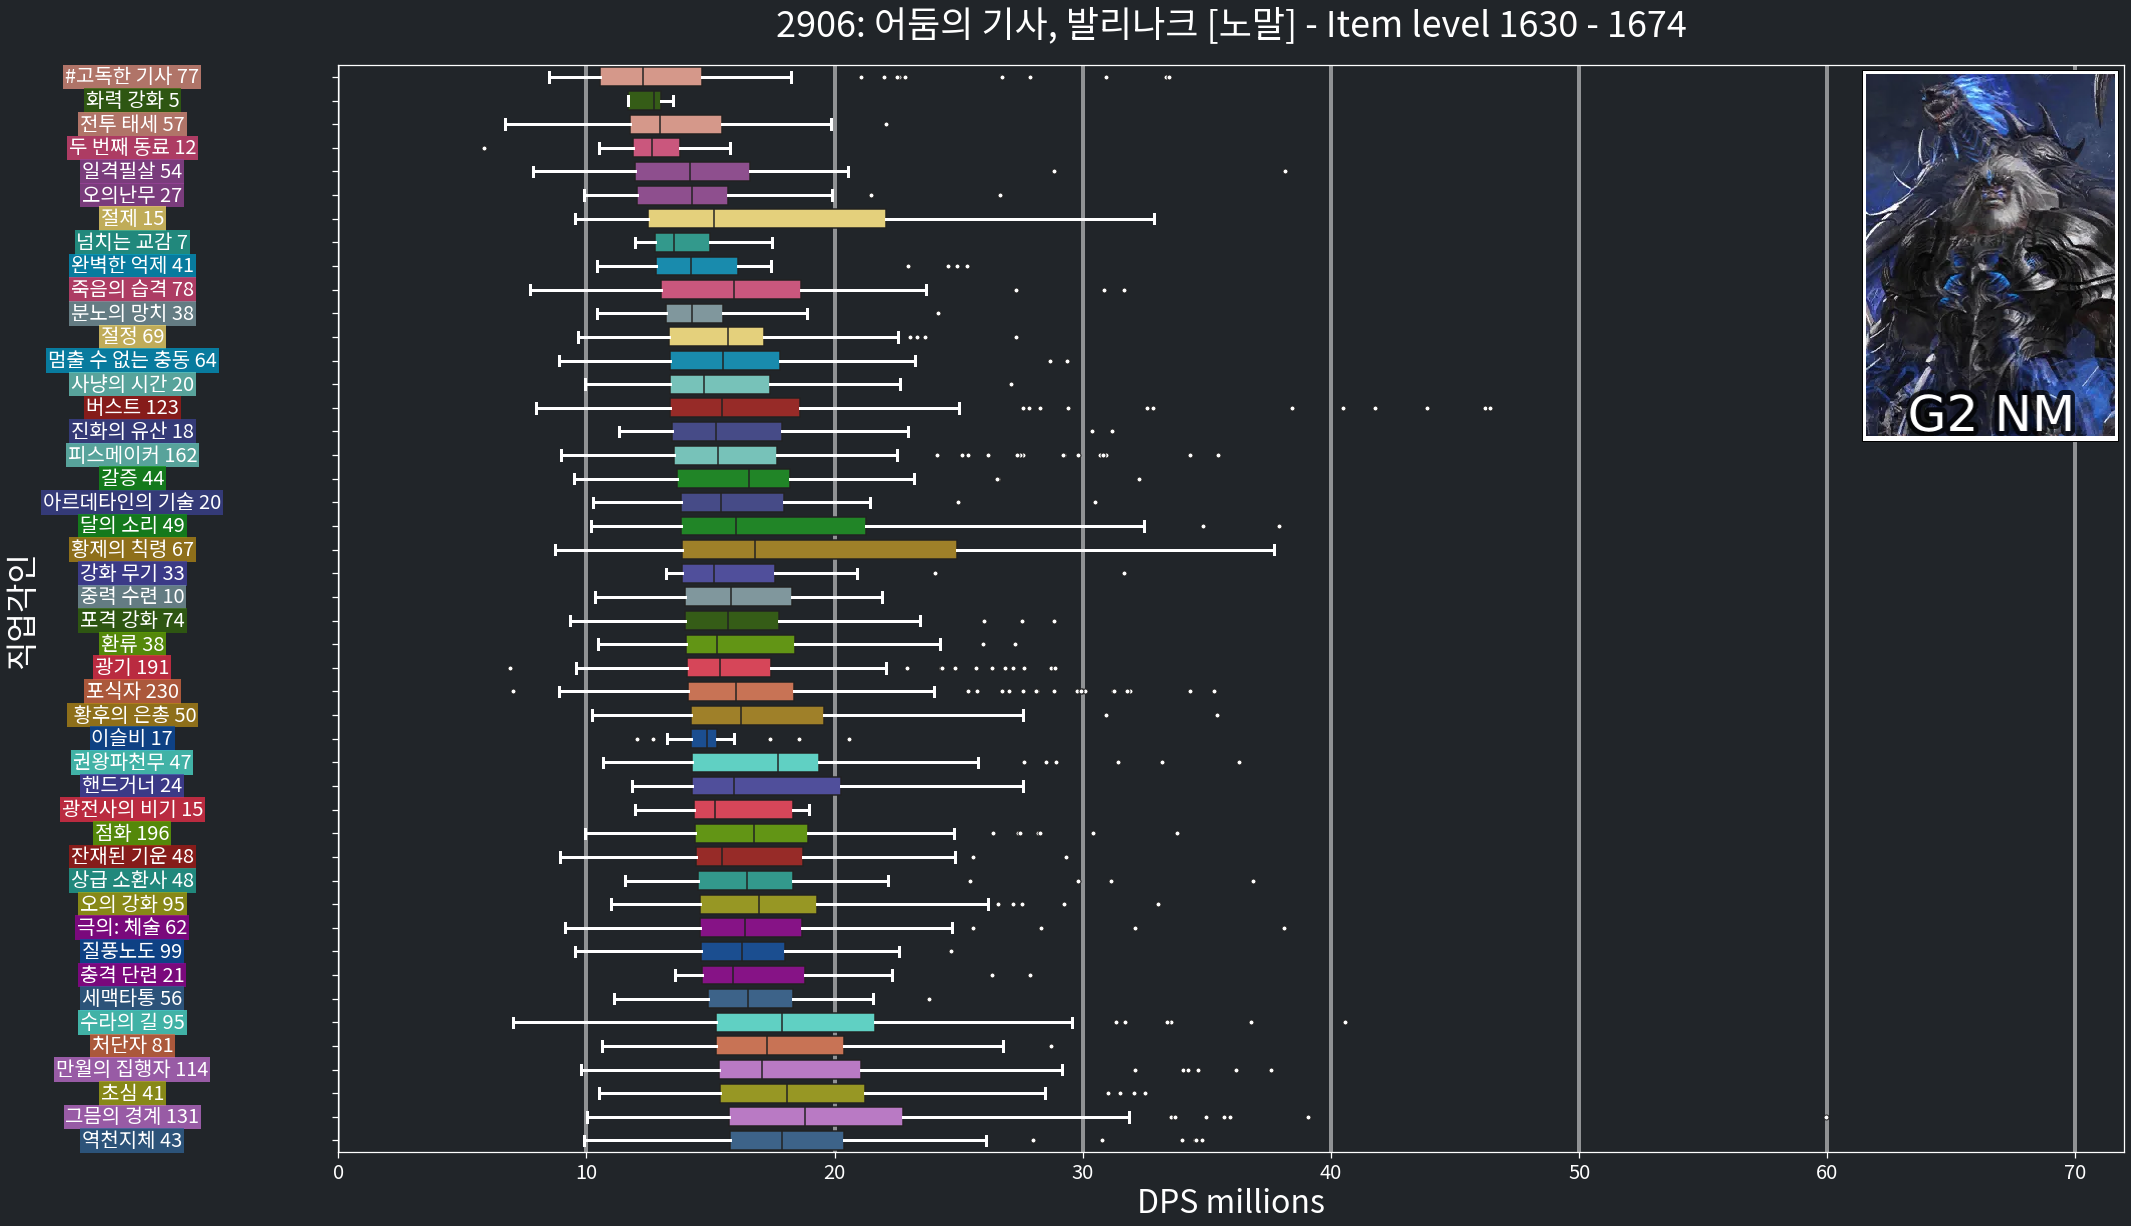 2906: 어둠의 기사, 발리나크 [노말] - Item level 1630 - 1674
#고독한 기사 77
화력 강화 5
전투 태세 57
두 번째 동료 12
일격필살 54
오의난무 27
절제 15
넘치는 교감 7
완벽한 억제 41
죽음의 습격 78
분노의 망치 38
절정 69
멈출 수 없는 충동 64
사냥의 시간 20
버스트 123
진화의 유산 18
피스메이커 162
갈증 44
아르데타인의 기술 20
달의 소리 49
황제의 칙령 67
강화 무기 33
중력 수련 10
포격 강화 74
환류 38
광기 191
포식자 230
황후의 은총 50
이슬비 17
권왕파천무 47
핸드거너 24
광전사의 비기 15
점화 196
잔재된 기운 48
상급 소환사 48
오의 강화 95
극의: 체술 62
질풍노도 99
충격 단련 21
세맥타통 56
수라의 길 95
처단자 81
만월의 집행자 114
초심 41
그믐의 경계 131
역천지체 43
직업각인
G2 NM
0 10 20 30 40 50 60 70
DPS millions